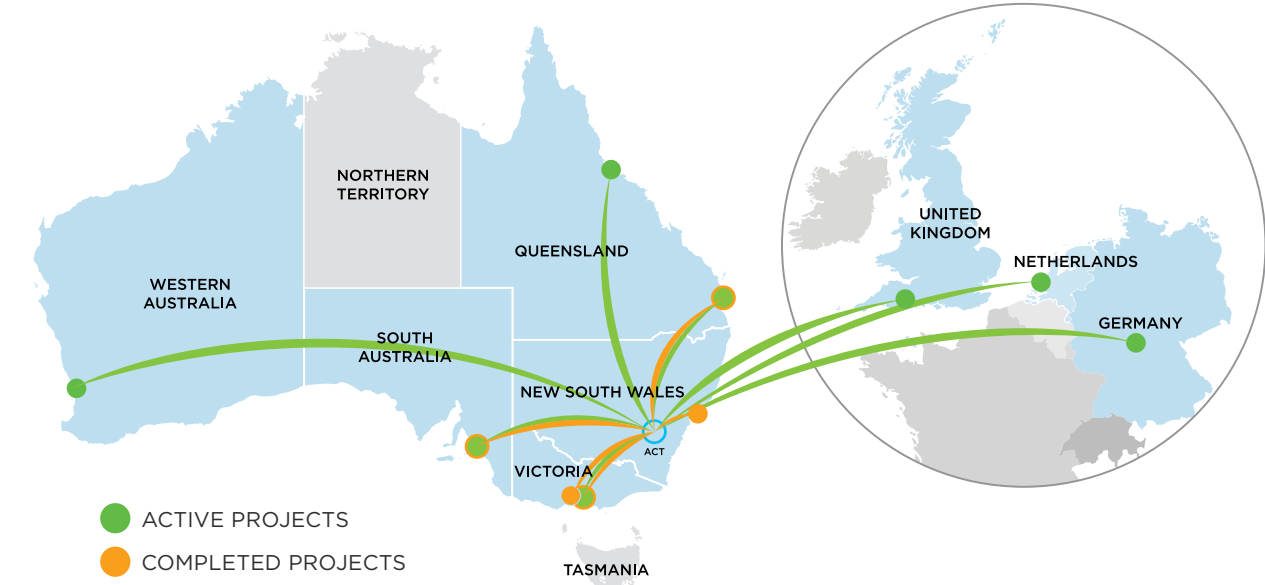 NORTHERN
TERRITORY
QUEENSLAND
WESTERN
AUSTRALIA
SOUTH
AUSTRALIA
NEW SOUTH WALES
ACT
VICTORIA
TASMANIA
UNITED
KINGDOM
NETHERLANDS
GERMANY
ACTIVE PROJECTS
COMPLETED PROJECTS